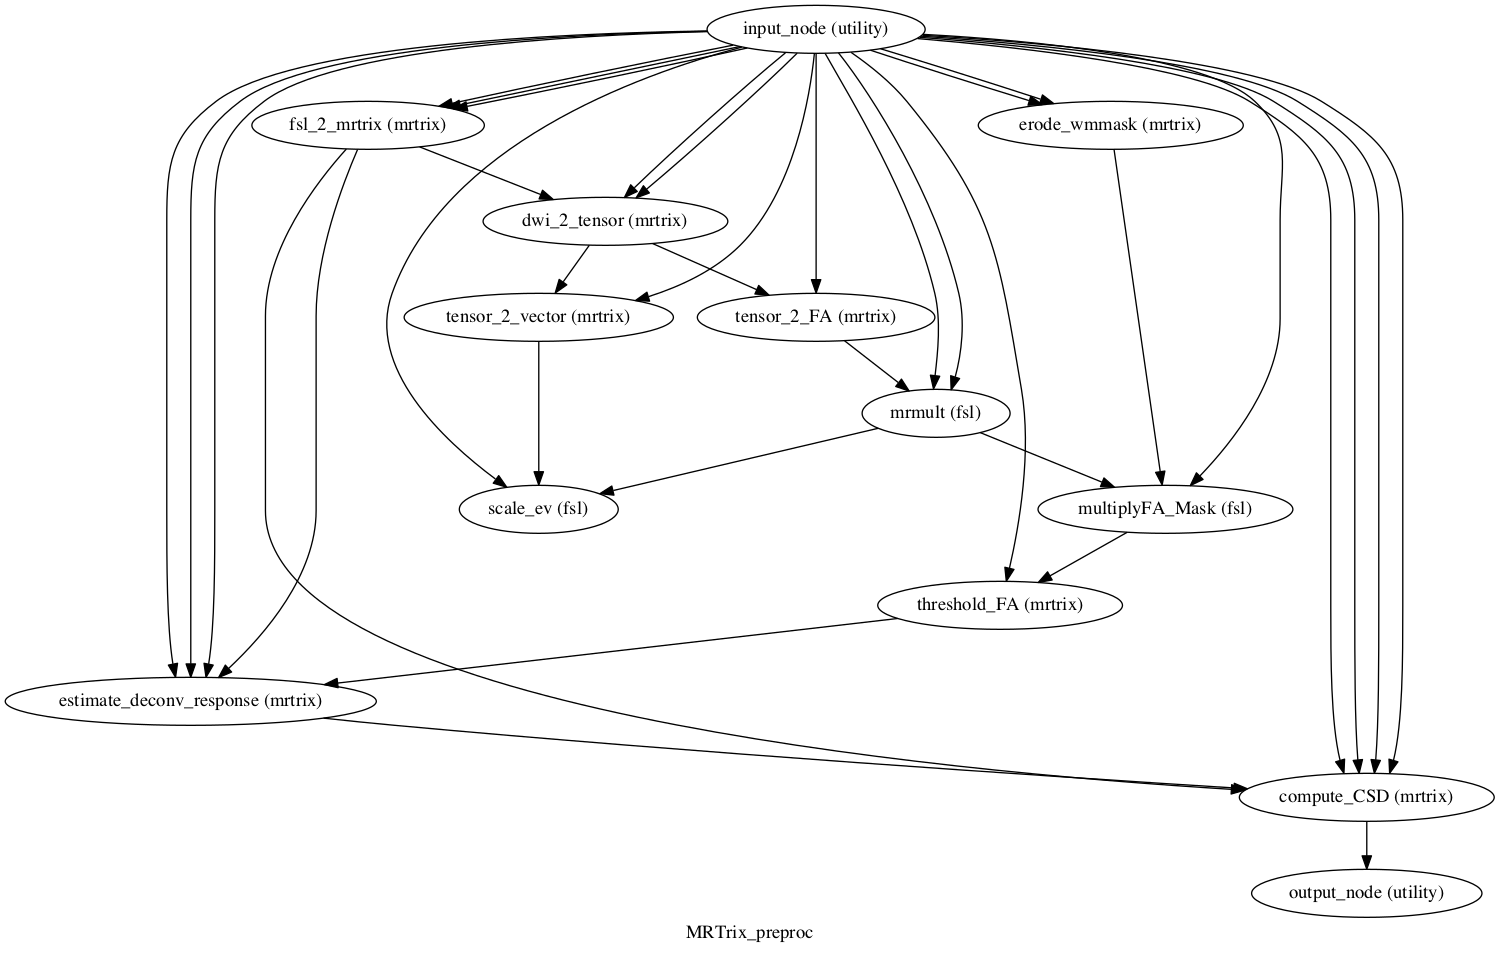 input_node (utility)
fsl_2_mrtrix (mrtrix)
erode_wmmask (mrtrix)
dwi_2_tensor (mrtrix)
tensor_2_vector (mrtrix)
tensor_2_FA (mrtrix)
mrmult (fsl)
scale_ev (fsl)
multiplyFA_Mask (fsl)
threshold_FA (mrtrix)
estimate_deconv_response (mrtrix)
compute_CSD (mrtrix)
output_node (utility)
MRTrix_preproc